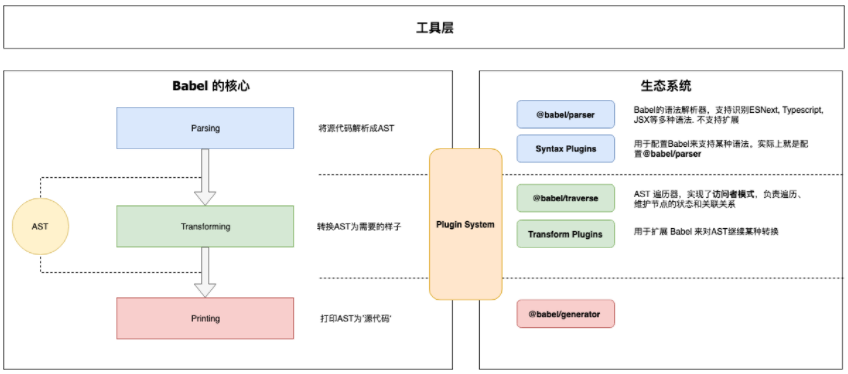 工具层
Babel 的核心
Parsing
将源代码解析成AST
AST
Transforming
转换AST为需要的样子
Printing
打印AST为'源代码'
Plugin System
生态系统
@babel/parser
Babel的语法解析器，支持识别ESNext, Typescript,
JSX等多种语法. 不支持扩展
Syntax Plugins
用于配置Babel来支持某种语法，实际上就是配
置@babel/parser
@babel/traverse
AST 遍历器，实现了访问者模式，负责遍历、
维护节点的状态和关联关系
Transform Plugins
用于扩展 Babel 来对AST继接某种转换
@babel/generator